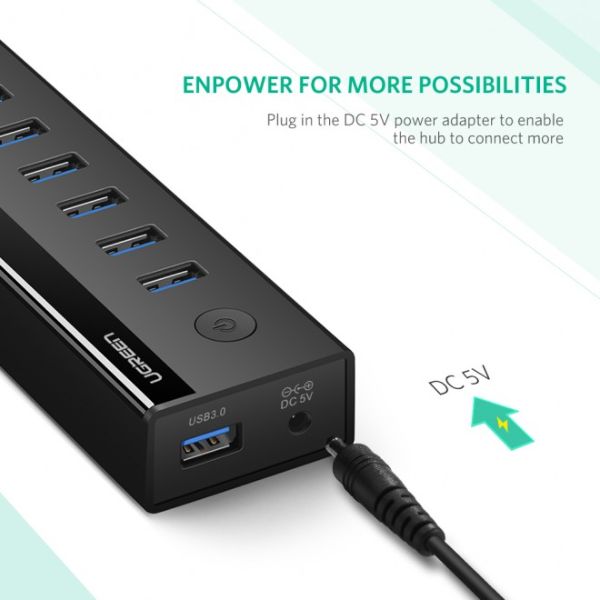 ENPOWER FOR MORE POSSIBILITIES
Plug in the DC 5V power adapter to enable
the hub to connect more
UGREEN
USB3.0
DC 5V
DC 5V